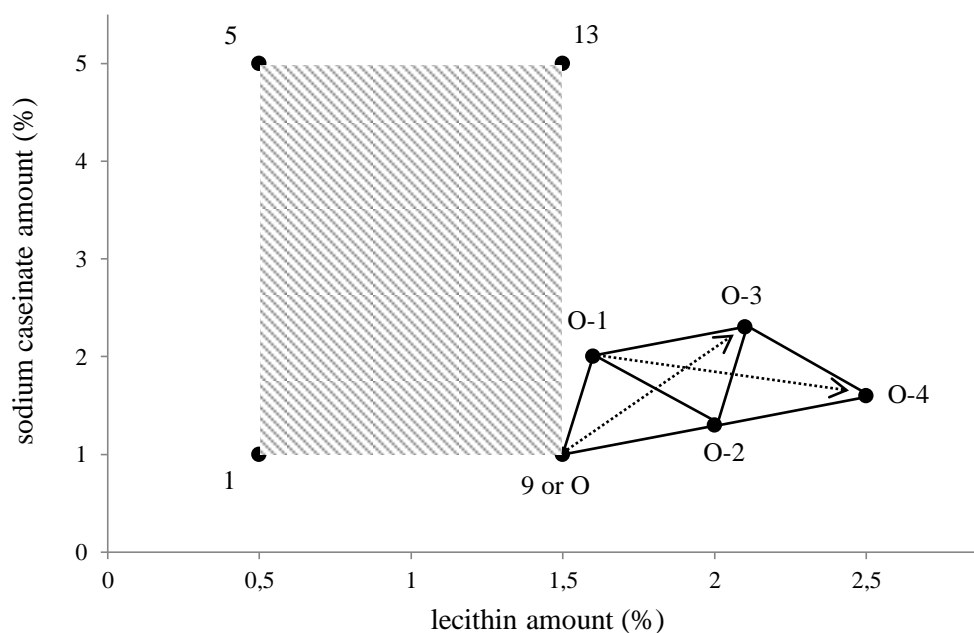 5
13
5
4
3
O-3
O-1
2
O-4
O-2
1
1
9 or O
0
0
0,5
1
1,5
2
2,5
lecithin amount (%)
sodium caseinate amount (%)